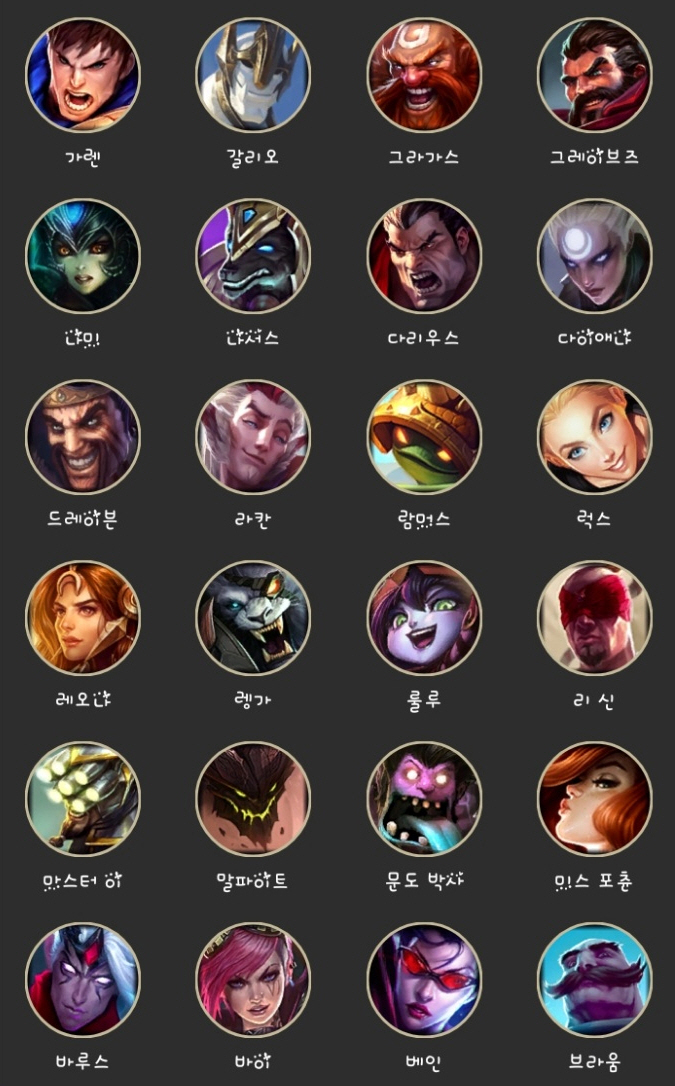 가렌
갈리오
그라가스
그레이브즈
나미
나서스
다리우스
다이애나
드레이븐
라칸
람머스
럭스
레오나
렝가
룰루
리 신
마스터 이
말파이트
문도 박사
미스 포츈
바루스
바이
베인
브라움